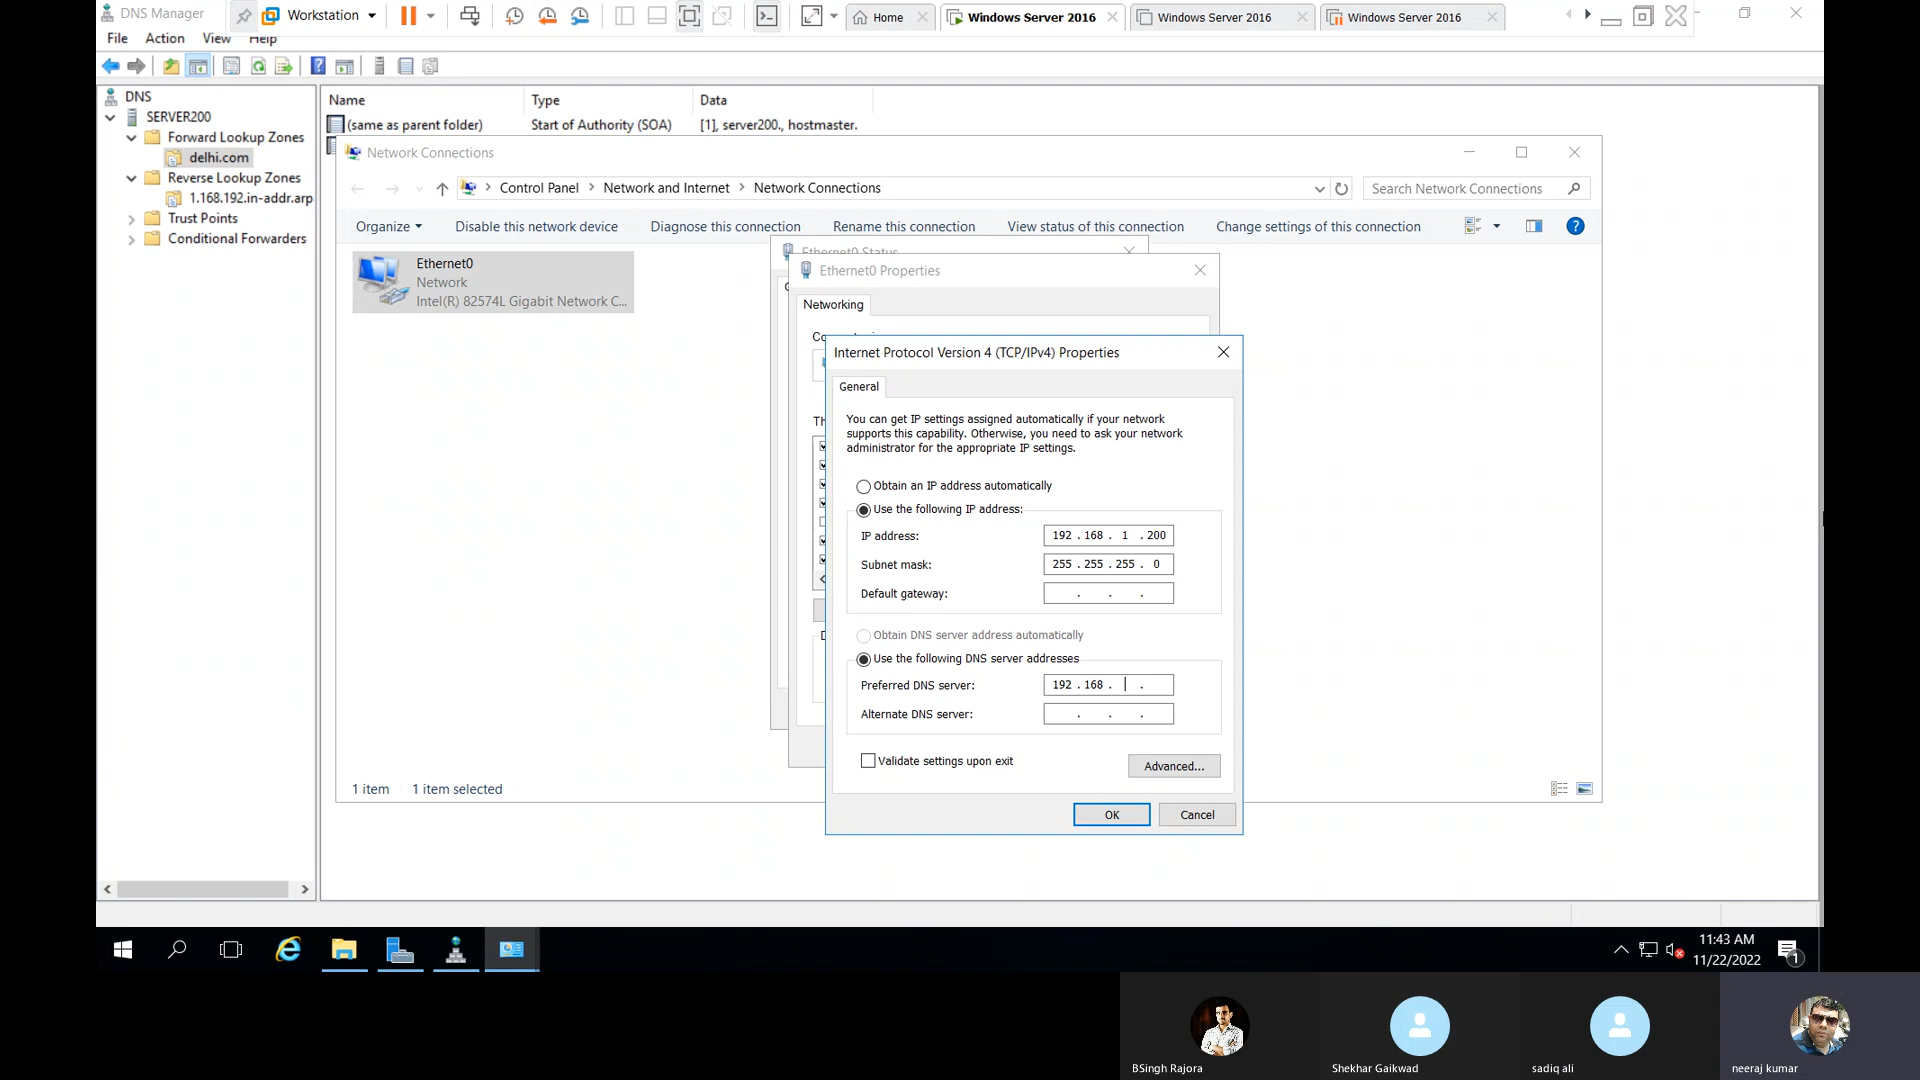 DNS Manager
Workstation
Home
Windows Server 2016
Windows Server 2016
Windows Server 2016
File
Action
View
Help
DNS
SERVER200
Forward Lookup Zones
delhi.com
Reverse Lookup Zones
1.168.192.in-addr.arp
Trust Points
Conditional Forwarders
Name
Type
Data
(same as parent folder)
Start of Authority (SOA)
[1], server200., hostmaster.
Network Connections
Control Panel
Network and Internet
Network Connections
Search Network Connections
Organize
Disable this network device
Diagnose this connection
Rename this connection
View status of this connection
Change settings of this connection
Ethernet0
Network
Intel(R) 82574L Gigabit Network C...
Ethernet0 Status
Ethernet0 Properties
Networking
Internet Protocol Version 4 (TCP/IPv4) Properties
General
You can get IP settings assigned automatically if your network
supports this capability. Otherwise, you need to ask your network
administrator for the appropriate IP settings.
Obtain an IP address automatically
Use the following IP address:
IP address:
192 . 168 . 1 . 200
Subnet mask:
255 . 255 . 255 . 0
Default gateway:
. . .
Obtain DNS server address automatically
Use the following DNS server addresses
Preferred DNS server:
192 . 168 . .
Alternate DNS server:
. . .
Validate settings upon exit
Advanced...
OK
Cancel
1 item
1 item selected
11:43 AM
11/22/2022
1
BSingh Rajora
Shekhar Gaikwad
sadiq ali
neeraj kumar